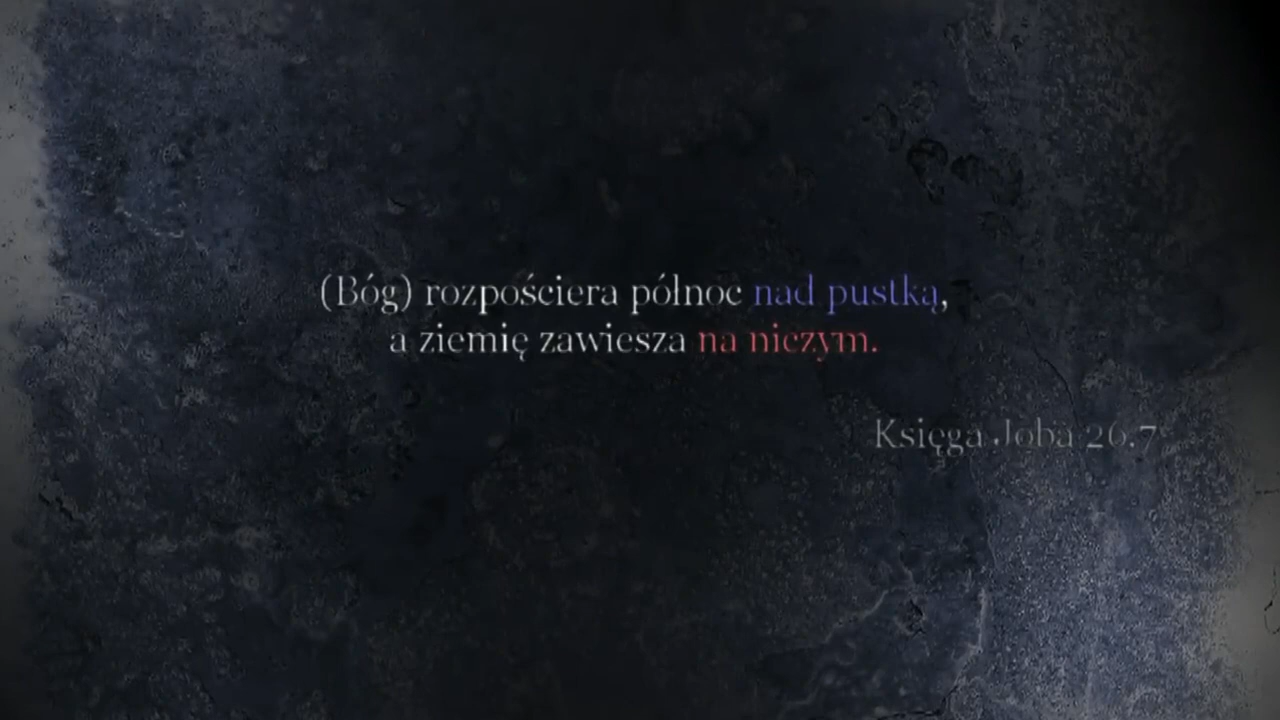 (Bóg) rozpościera północ nad pustką,
a ziemię zawiesza na niczym.
Księga Joba 26.7